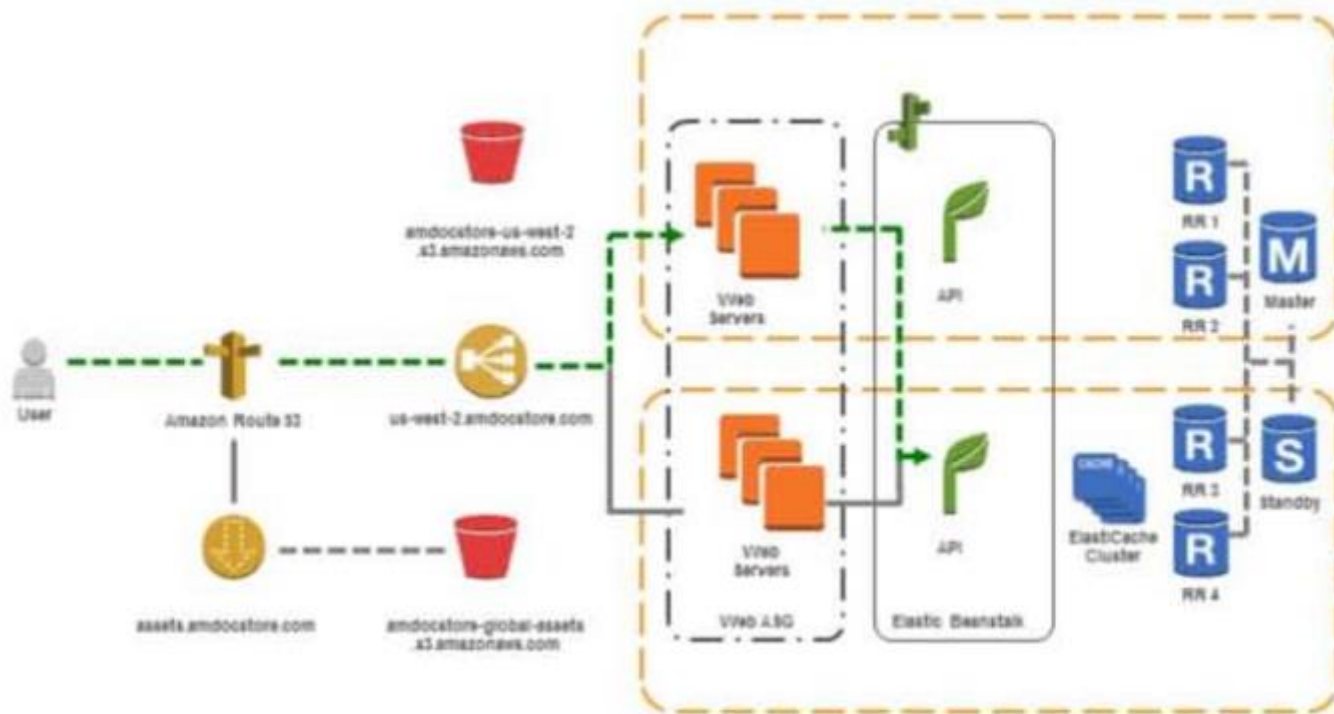 amdocstore-us-west-2
.s3.amazonaws.com
User
Amazon Route 53
us-west-2.amdocstore.com
assets.amdocstore.com
amdocstore-global-assets
.s3.amazonaws.com
Web
Servers
API
R
RR 1
R
RR 2
M
Master
Web
Servers
API
CACHE
ElastiCache
Cluster
R
RR 3
R
RR 4
S
Standby
Web ASG
Elastic Beanstalk